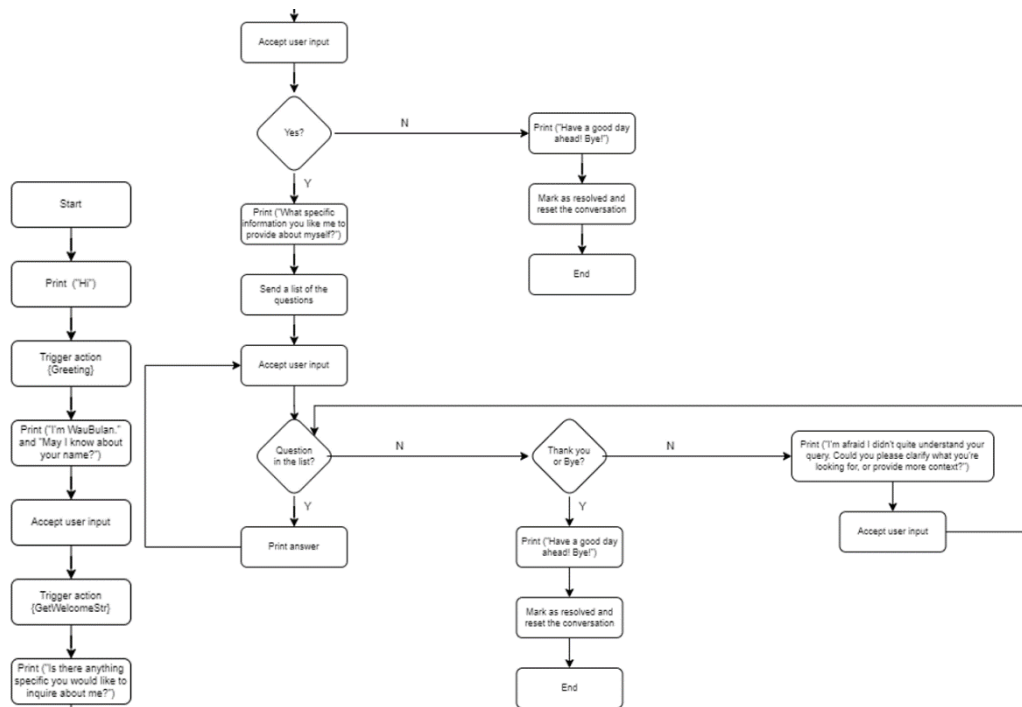 Start
Print ("Hi")
Trigger action
{Greeting}
Print ("I'm WauBulan."
and "May I know about
your name?")
Accept user input
Trigger action
{GetWelcomeStr}
Print ("Is there anything
specific you would like to
inquire about me?")
Accept user input
Yes?
N
Print ("Have a good day
ahead! Bye!")
Mark as resolved and
reset the conversation
End
Y
Print ("What specific
information you like me to
provide about myself?")
Send a list of the
questions
Accept user input
Question
in the list?
Y
Print answer
N
Thank you
or Bye?
Y
Print ("Have a good day
ahead! Bye!")
Mark as resolved and
reset the conversation
End
N
Print ("I'm afraid I didn't quite understand your
query. Could you please clarify what you're
looking for, or provide more context?")
Accept user input